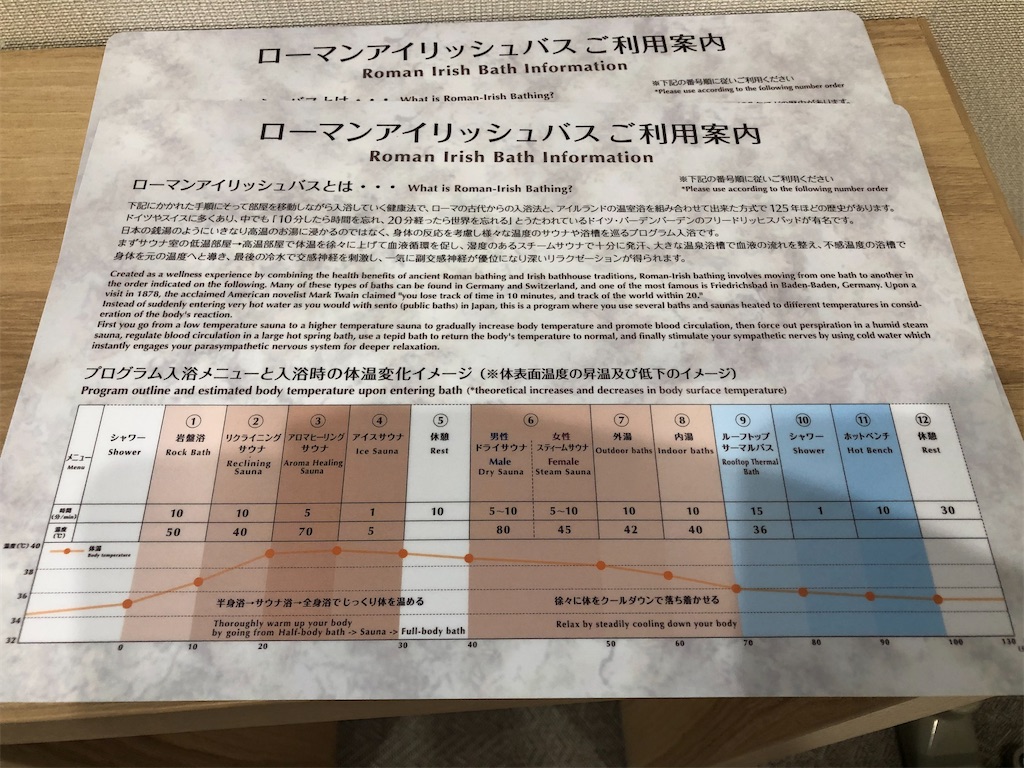 ローマンアイリッシュバス ご利用案内
Roman Irish Bath Information
※下記の番号順に従いご利用ください
*Please use according to the following number order
What is Roman-Irish Bathing?
ローマンアイリッシュバス ご利用案内
Roman Irish Bath Information
※下記の番号順に従いご利用ください
*Please use according to the following number order
ローマンアイリッシュバスとは・・・ What is Roman-Irish Bathing?
下記にかかれた手順にそって部屋を移動しながら入浴していく健康法で、ローマの古代からの入浴法と、アイルランドの温室浴を組み合わせて出来た方式で125年ほどの歴史があります。
ドイツやスイスに多くあり、中でも「10分したら時間を忘れ、20分経ったら世界を忘れる」とうたわれているドイツ・バーデンバーデンのフリードリッヒスバッドが有名です。
日本の銭湯のようにいきなり高温のお湯に浸かるのではなく、身体の反応を考慮し様々な温度のサウナや浴槽を巡るプログラム入浴です。
まずサウナ室の低温部屋→高温部屋で体温を徐々に上げて血液循環を促し、湿度のあるスチームサウナで十分に発汗、大きな温泉浴槽で血液の流れを整え、不感温度の浴槽で
身体を元の温度へと導き、最後の冷水で交感神経を刺激し、一気に副交感神経が優位になり深いリラクゼーションが得られます。
Created as a wellness experience by combining the health benefits of ancient Roman bathing and Irish bathhouse traditions, Roman-Irish bathing involves moving from one bath to another in
the order indicated on the following. Many of these types of baths can be found in Germany and Switzerland, and one of the most famous is Friedrichsbad in Baden-Baden, Germany. Upon a
visit in 1878, the acclaimed American novelist Mark Twain claimed "you lose track of time in 10 minutes, and track of the world within 20."
Instead of suddenly entering very hot water as you would with sento (public baths) in Japan, this is a program where you use several baths and saunas heated to different temperatures in consid-
eration of the body's reaction.
First you go from a low temperature sauna to a higher temperature sauna to gradually increase body temperature and promote blood circulation, then force out perspiration in a humid steam
sauna, regulate blood circulation in a large hot spring bath, use a tepid bath to return the body's temperature to normal, and finally stimulate your sympathetic nerves by using cold water which
instantly engages your parasympathetic nervous system for deeper relaxation.
プログラム入浴メニューと入浴時の体温変化イメージ（※体表面温度の昇温及び低下のイメージ）
Program outline and estimated body temperature upon entering bath (*theoretical increases and decreases in body surface temperature)
① ② ③ ④ ⑤ ⑥ ⑦ ⑧ ⑨ ⑩ ⑪ ⑫
メニュー シャワー 岩盤浴 リクライニングサウナ アロマヒーリングサウナ アイスサウナ 休憩 男性ドライサウナ 女性スティームサウナ 外湯 内湯 ルーフトップサーマルバス シャワー ホットベンチ 休憩
Menu Shower Rock Bath Reclining Sauna Aroma Healing Sauna Ice Sauna Rest Male Dry Sauna Female Steam Sauna Outdoor baths Indoor baths Rooftop Thermal Bath Shower Hot Bench Rest
時間(分/min) 10 10 5 1 10 5~10 5~10 10 10 15 1 10 30
温度(℃) 50 40 70 5 80 45 42 40 36
温度(℃) 40
体温
Body temperature
38
36
半身浴→サウナ浴→全身浴でじっくり体を温める 徐々に体をクールダウンで落ち着かせる
34
Thoroughly warm up your body Relax by steadily cooling down your body
by going from Half-body bath -> Sauna -> Full-body bath
32
0 10 20 30 40 50 60 70 80 90 100 130